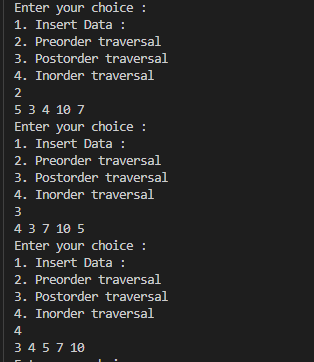 Enter your choice :
1. Insert Data :
2. Preorder traversal
3. Postorder traversal
4. Inorder traversal
2
5 3 4 10 7
Enter your choice :
1. Insert Data :
2. Preorder traversal
3. Postorder traversal
4. Inorder traversal
3
4 3 7 10 5
Enter your choice :
1. Insert Data :
2. Preorder traversal
3. Postorder traversal
4. Inorder traversal
4
3 4 5 7 10